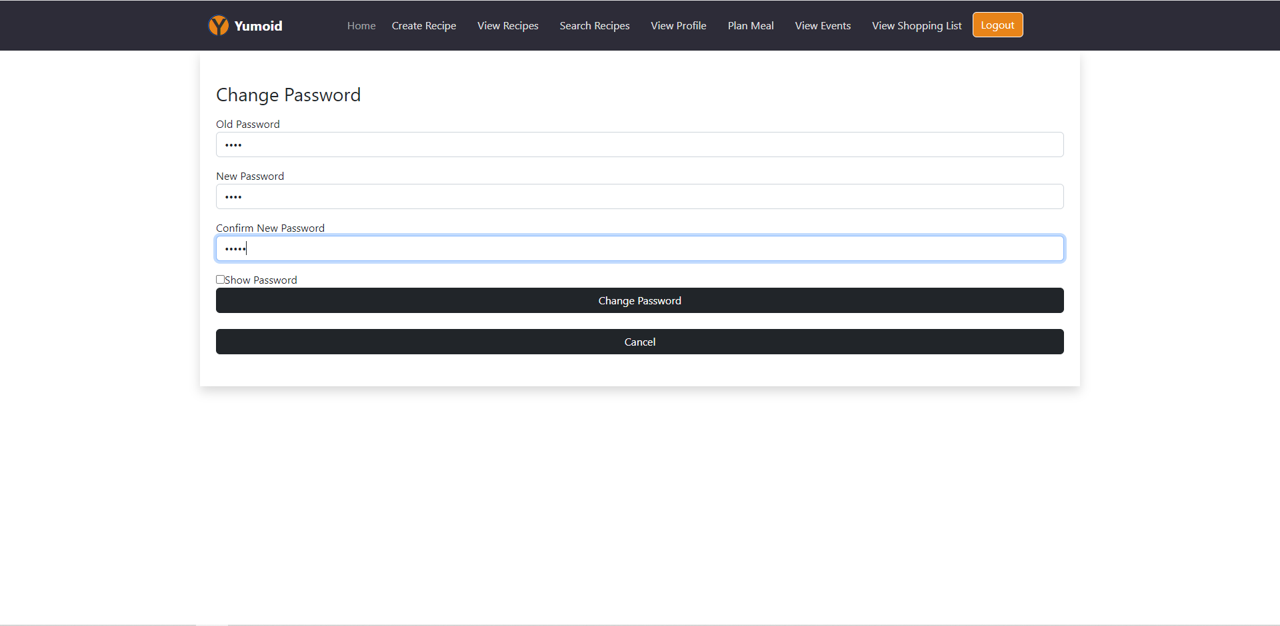 Yumoid Home Create Recipe View Recipes Search Recipes View Profile Plan Meal View Events View Shopping List Logout
Change Password
Old Password
••••
New Password
••••
Confirm New Password
•••••
Show Password
Change Password
Cancel